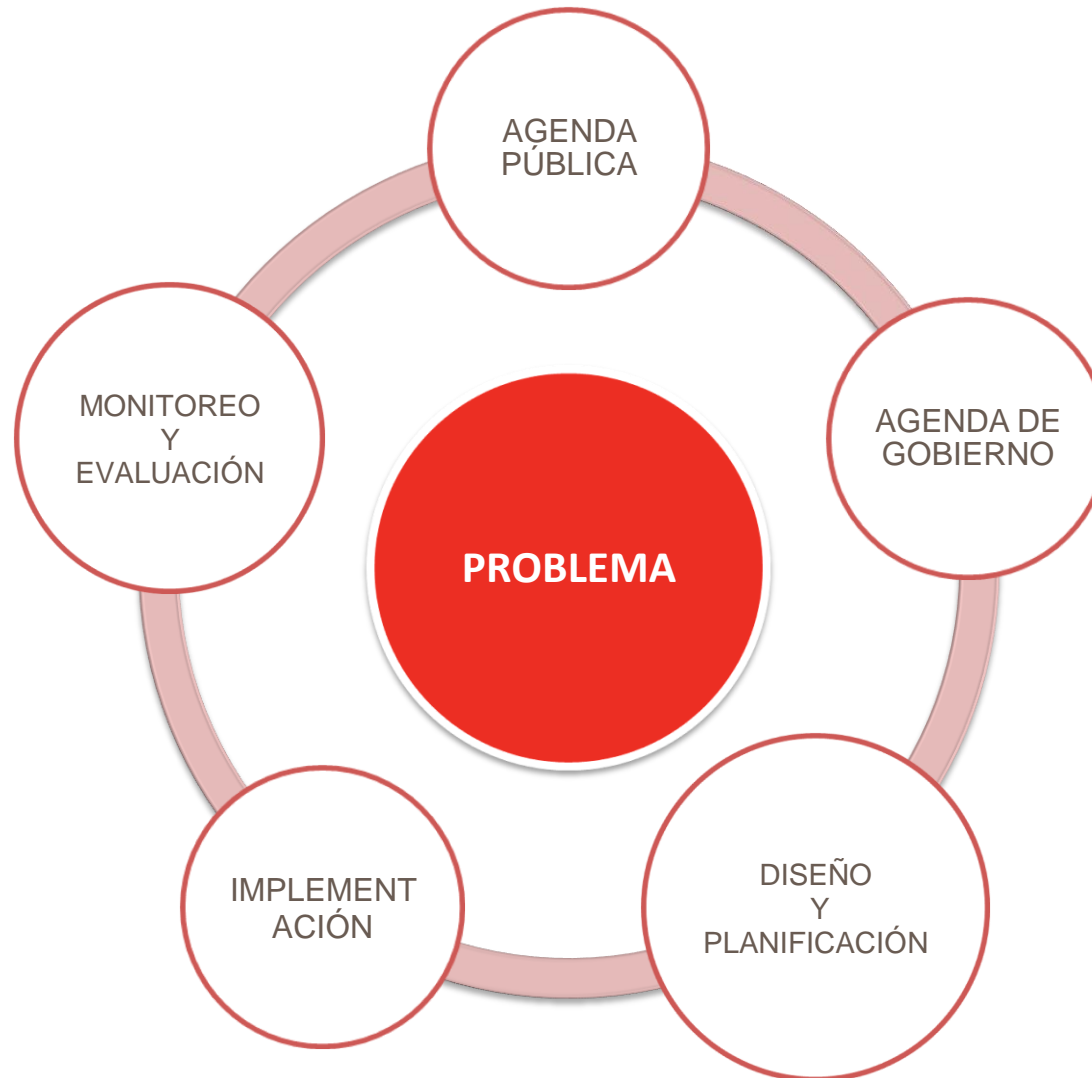 AGENDA
PÚBLICA
AGENDA DE
GOBIERNO
DISEÑO
Y
PLANIFICACIÓN
IMPLEMENT
ACIÓN
MONITOREO
Y
EVALUACIÓN
PROBLEMA